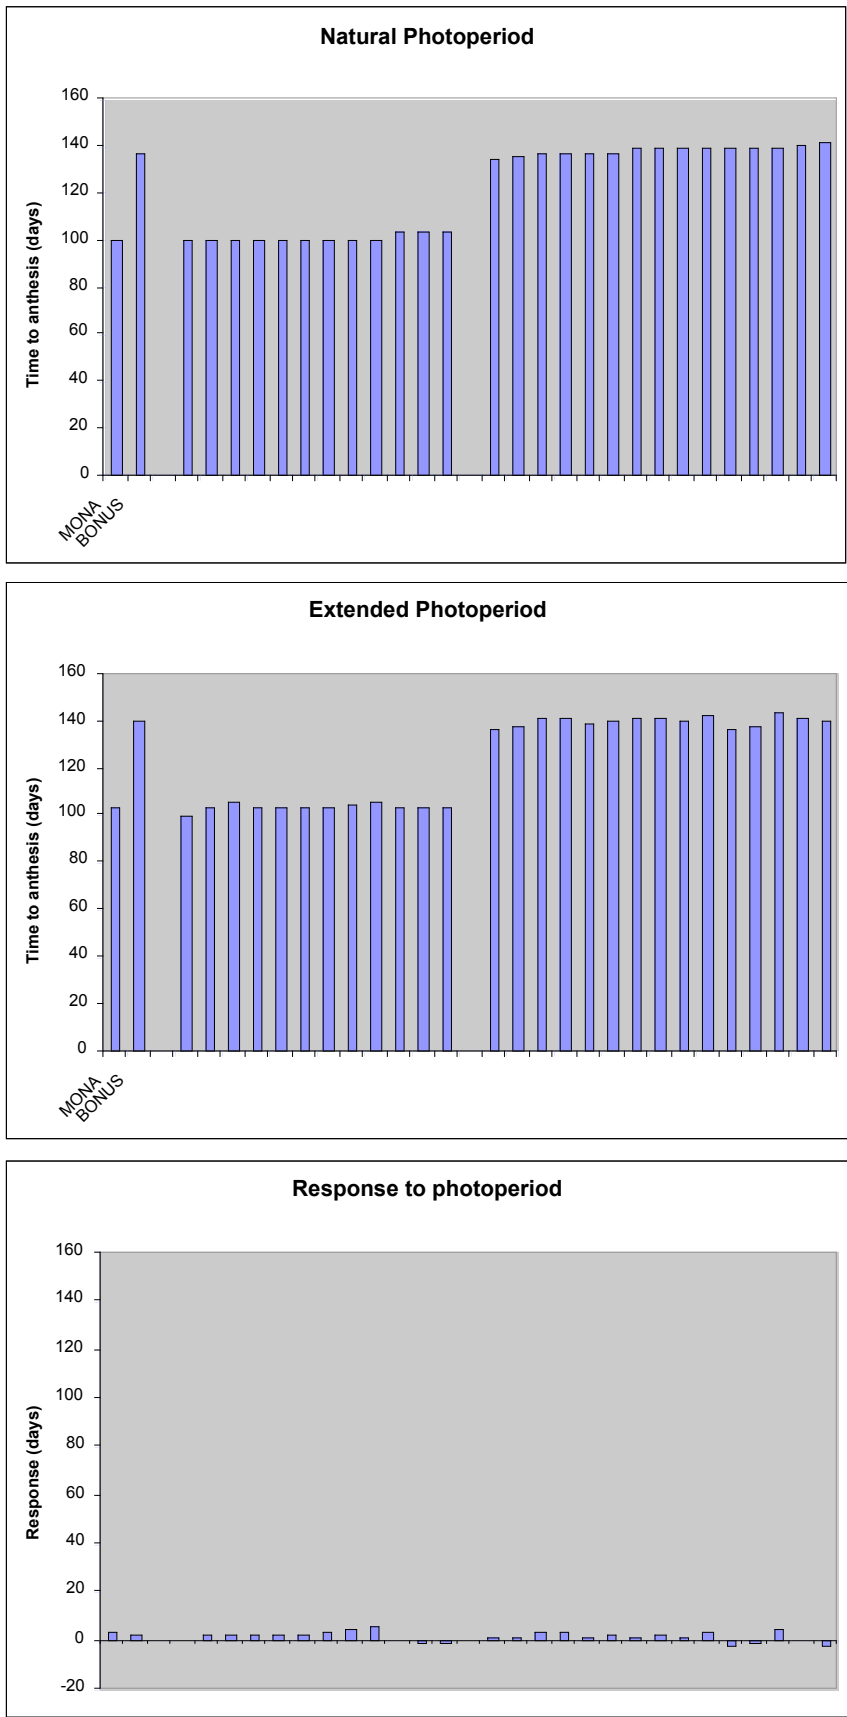 Natural Photoperiod
160
140
120
100
80
60
40
20
0
Time to anthesis (days)
MONA
BONUS
Extended Photoperiod
160
140
120
100
80
60
40
20
0
Time to anthesis (days)
MONA
BONUS
Response to photoperiod
160
140
120
100
80
60
40
20
0
-20
Response (days)